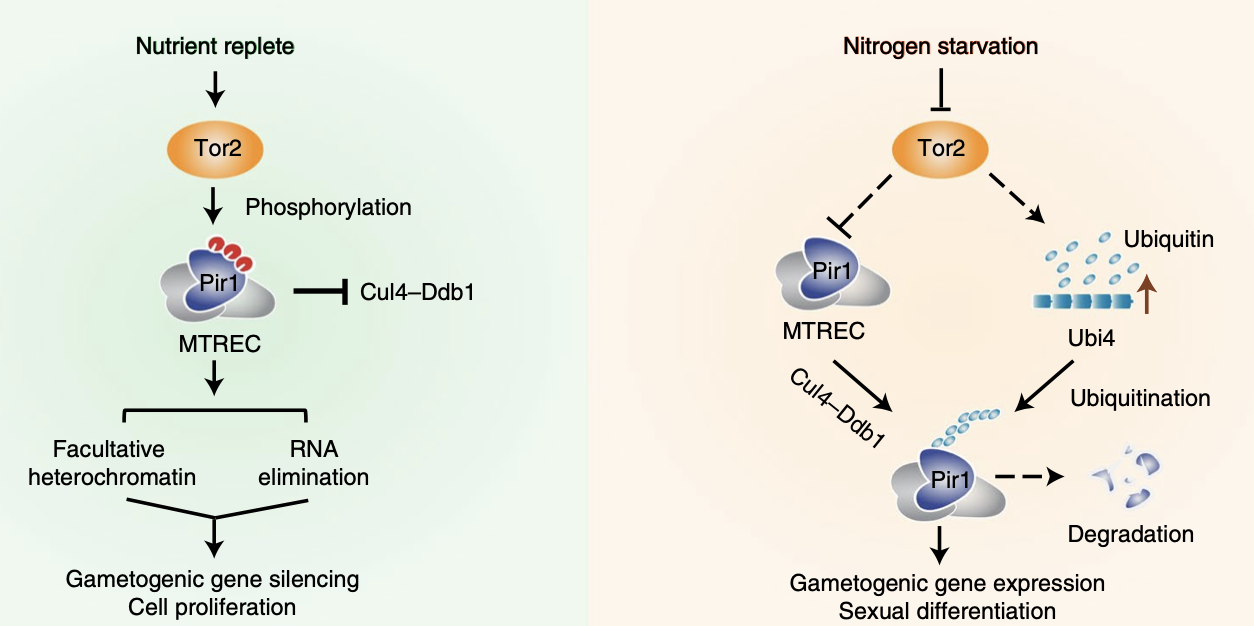 Nutrient replete
Tor2
Phosphorylation
Pir1
Cul4–Ddb1
MTREC
Facultative
heterochromatin
RNA
elimination
Gametogenic gene silencing
Cell proliferation
Nitrogen starvation
Tor2
Ubiquitin
Pir1
MTREC
Ubi4
Cul4–Ddb1
Ubiquitination
Pir1
Degradation
Gametogenic gene expression
Sexual differentiation